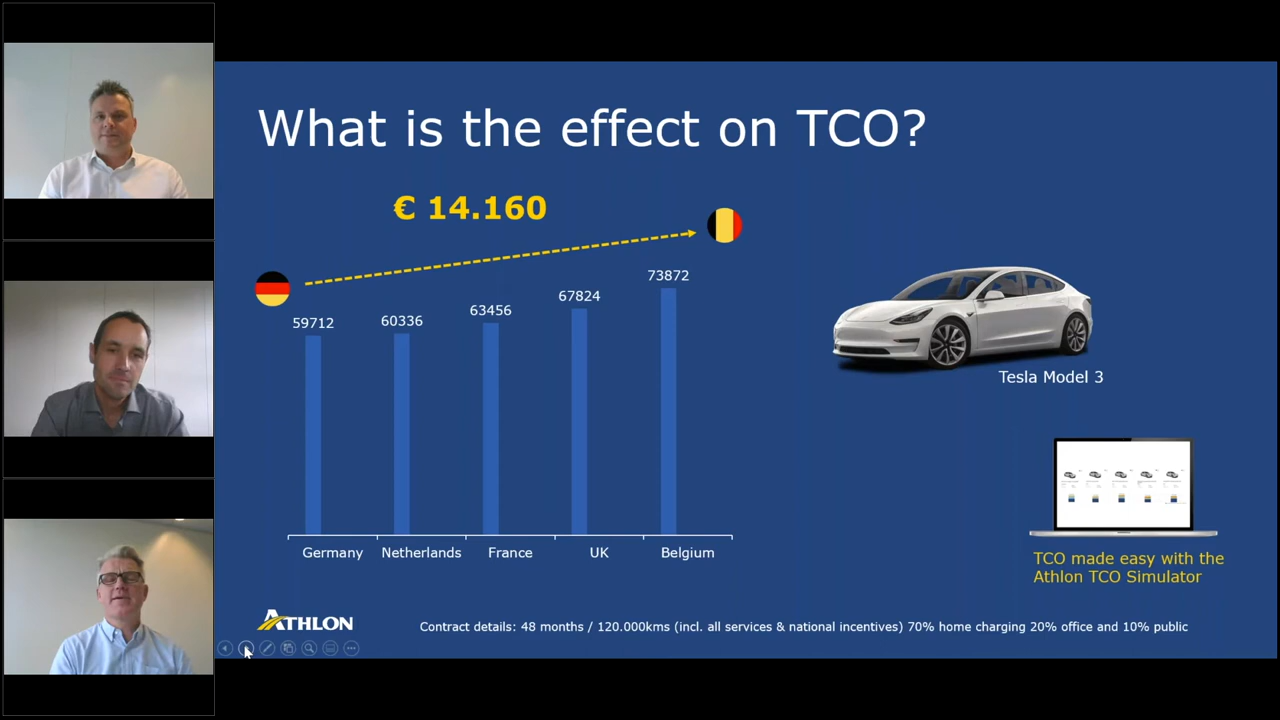 What is the effect on TCO?
€ 14.160
59712
60336
63456
67824
73872
Germany
Netherlands
France
UK
Belgium
Tesla Model 3
TCO made easy with the
Athlon TCO Simulator
ATHLON
Contract details: 48 months / 120.000kms (incl. all services & national incentives) 70% home charging 20% office and 10% public